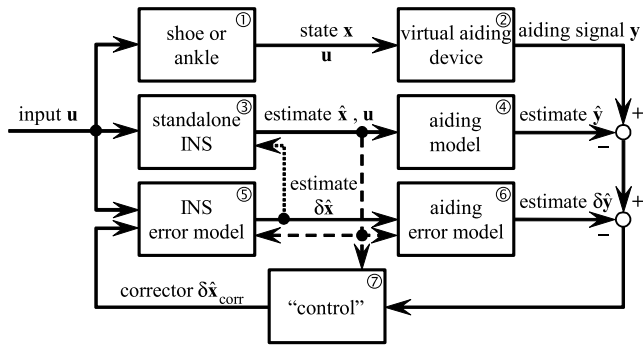 ①
shoe or
ankle
state x
u
②
virtual aiding
device
aiding signal y
input u
③
standalone
INS
estimate x̂ , u
④
aiding
model
estimate ŷ
+
−
⑤
INS
error model
estimate
δx̂
⑥
aiding
error model
estimate δŷ
+
−
corrector δx̂corr
⑦
“control”